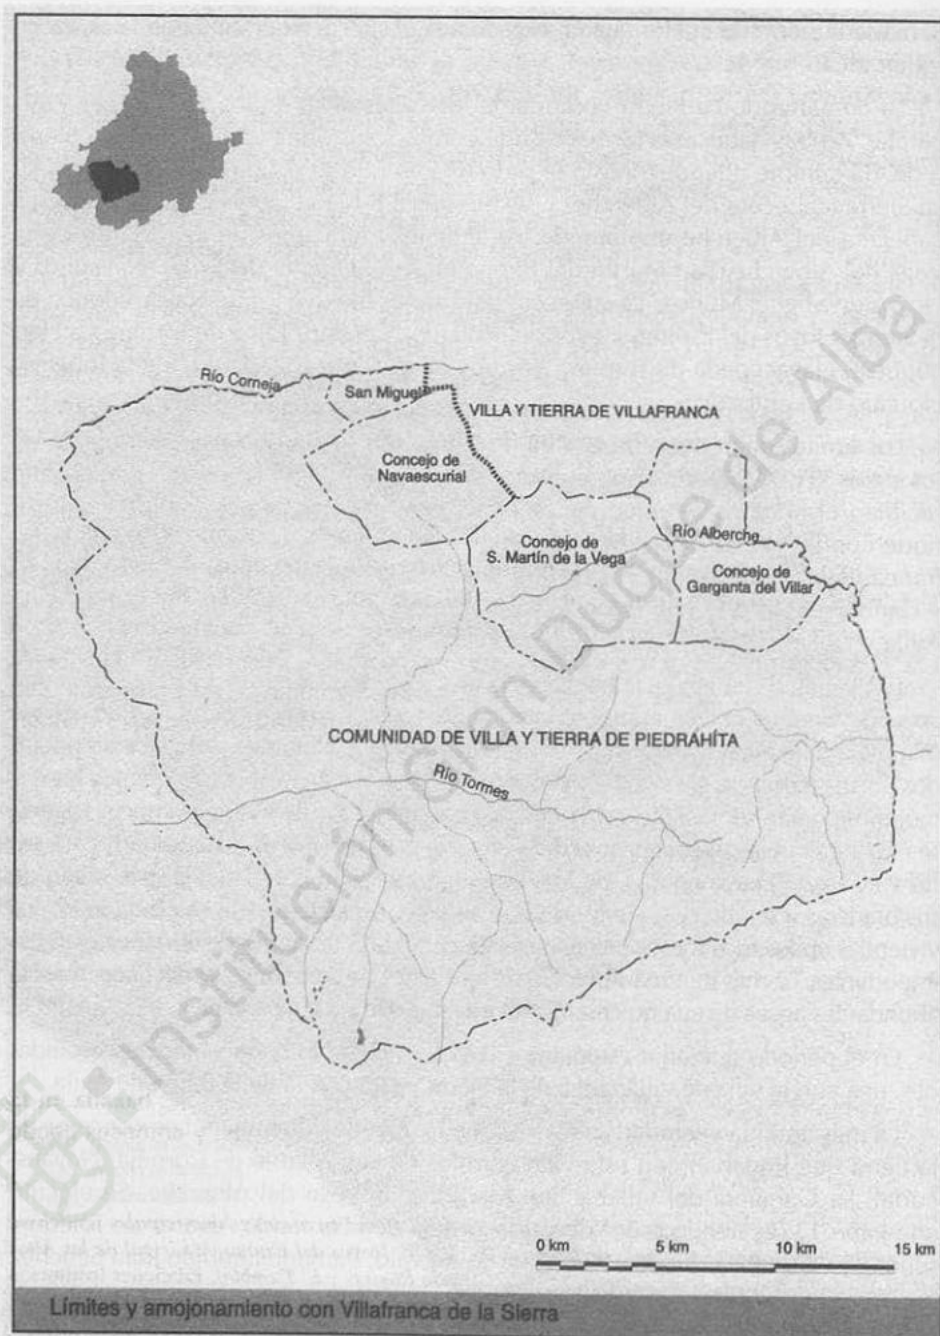 Río Corneja
San Miguel
VILLA Y TIERRA DE VILLAFRANCA
Concejo de
Navaescurial
Río Alberche
Concejo de
S. Martín de la Vega
Concejo de
Garganta del Villar
COMUNIDAD DE VILLA Y TIERRA DE PIEDRAHÍTA
Río Tormes
Institución Gran Duque de Alba
0 km 5 km 10 km 15 km
Límites y amojonamiento con Villafranca de la Sierra